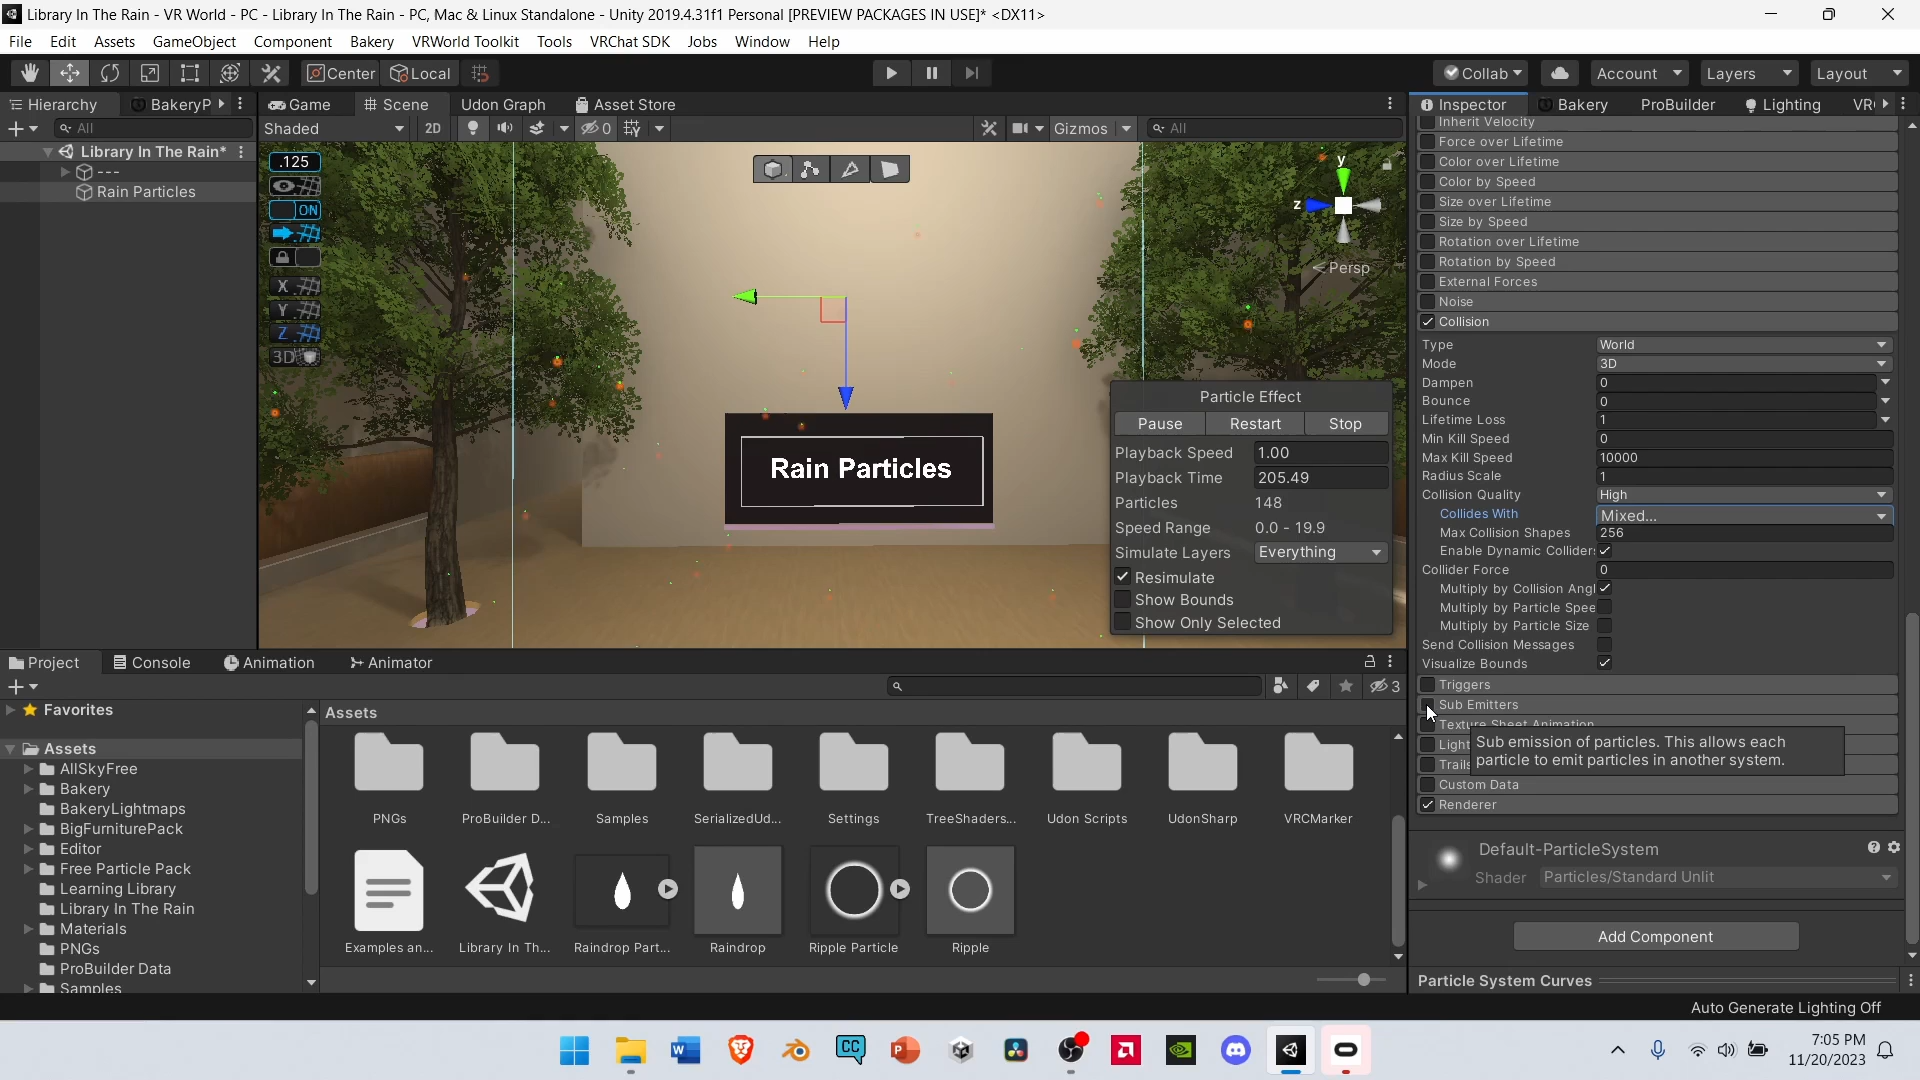 Library In The Rain - VR World - PC - Library In The Rain - PC, Mac & Linux Standalone - Unity 2019.4.31f1 Personal [PREVIEW PACKAGES IN USE]* <DX11>
File Edit Assets GameObject Component Bakery VRWorld Toolkit Tools VRChat SDK Jobs Window Help
Center Local Collab Account Layers Layout
Hierarchy BakeryP Game Scene Udon Graph Asset Store Inspector Bakery ProBuilder Lighting VR
All Shaded 2D 0 Gizmos All
Library In The Rain*
---
Rain Particles
.125
ON
X
Y
Z
3D
y
z
Persp
Rain Particles
Particle Effect
Pause Restart Stop
Playback Speed 1.00
Playback Time 205.49
Particles 148
Speed Range 0.0 - 19.9
Simulate Layers Everything
Resimulate
Show Bounds
Show Only Selected
Inherit Velocity
Force over Lifetime
Color over Lifetime
Color by Speed
Size over Lifetime
Size by Speed
Rotation over Lifetime
Rotation by Speed
External Forces
Noise
Collision
Type World
Mode 3D
Dampen 0
Bounce 0
Lifetime Loss 1
Min Kill Speed 0
Max Kill Speed 10000
Radius Scale 1
Collision Quality High
Collides With Mixed...
Max Collision Shapes 256
Enable Dynamic Colliders
Collider Force 0
Multiply by Collision Angl
Multiply by Particle Spee
Multiply by Particle Size
Send Collision Messages
Visualize Bounds
Triggers
Sub Emitters
Texture Sheet Animation
Light
Trails
Sub emission of particles. This allows each
particle to emit particles in another system.
Custom Data
Renderer
Default-ParticleSystem
Shader Particles/Standard Unlit
Add Component
Particle System Curves
Auto Generate Lighting Off
Project Console Animation Animator
3
Favorites
Assets
AllSkyFree
Bakery
BakeryLightmaps
BigFurniturePack
Editor
Free Particle Pack
Learning Library
Library In The Rain
Materials
PNGs
ProBuilder Data
Samples
Assets
PNGs ProBuilder D... Samples SerializedUd... Settings TreeShaders... Udon Scripts UdonSharp VRCMarker
Examples an... Library In Th... Raindrop Part... Raindrop Ripple Particle Ripple
W CC P
7:05 PM
11/20/2023